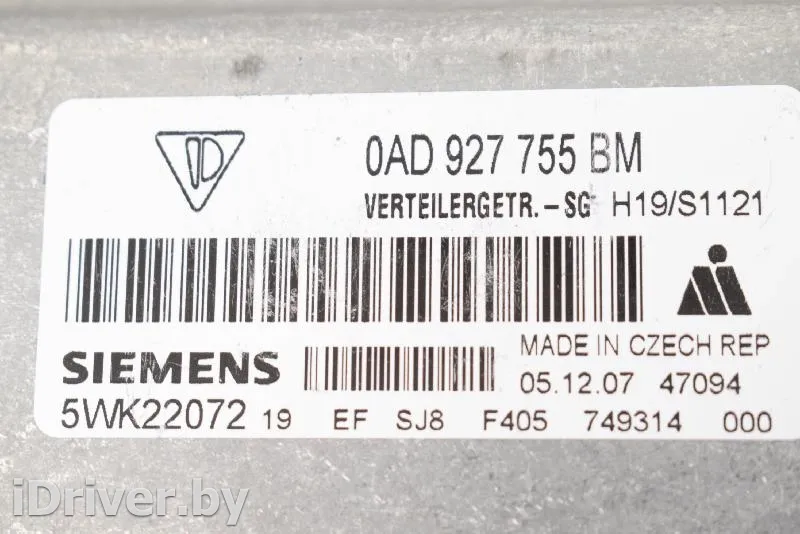 0AD 927 755 BM
VERTEILERGETR.-SG H19/S1121
SIEMENS
MADE IN CZECH REP
05.12.07 47094
5WK22072 19 EF SJ8 F405 749314 000
iDriver.by